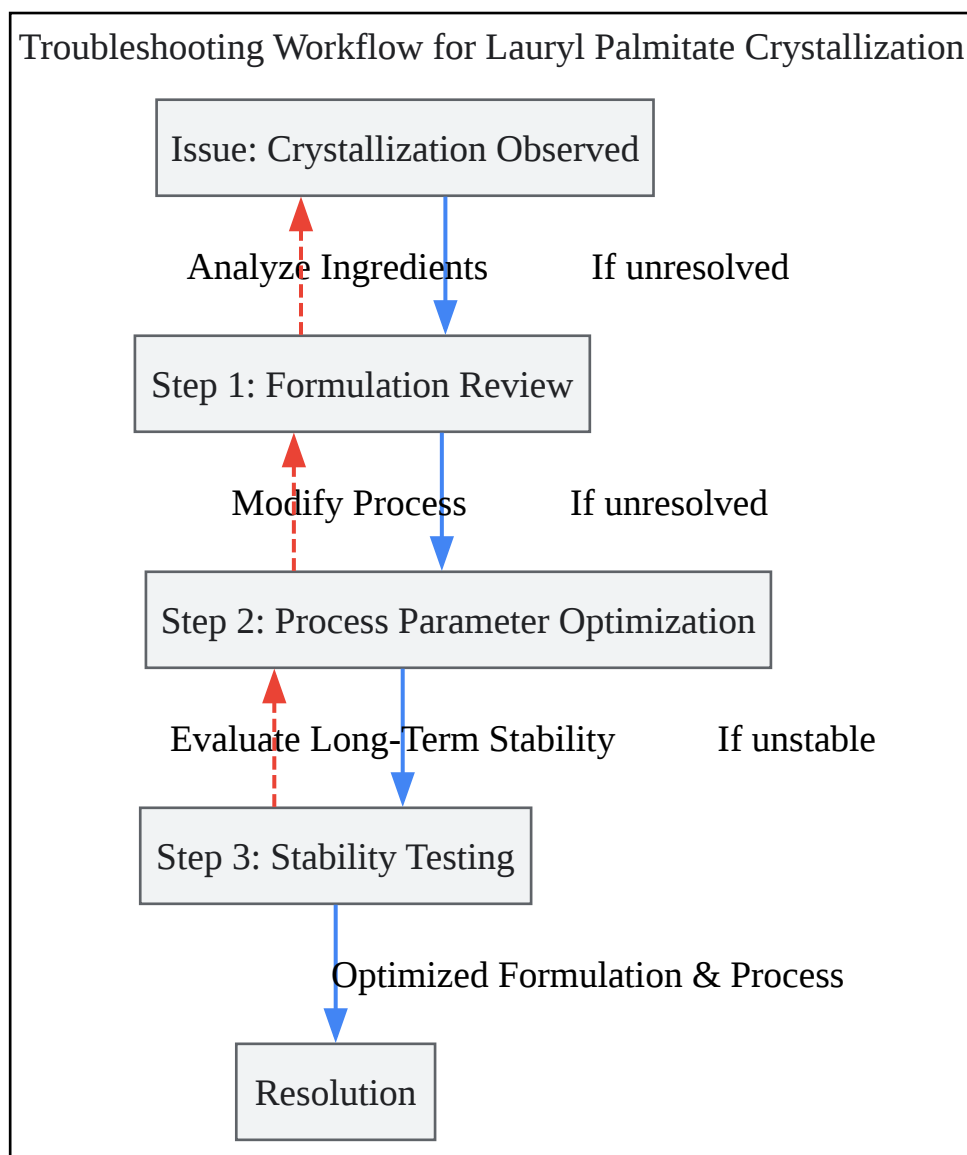 Troubleshooting Workflow for Lauryl Palmitate Crystallization
Issue: Crystallization Observed
Analyze Ingredients
If unresolved
Step 1: Formulation Review
Modify Process
If unresolved
Step 2: Process Parameter Optimization
Evaluate Long-Term Stability
If unstable
Step 3: Stability Testing
Optimized Formulation & Process
Resolution